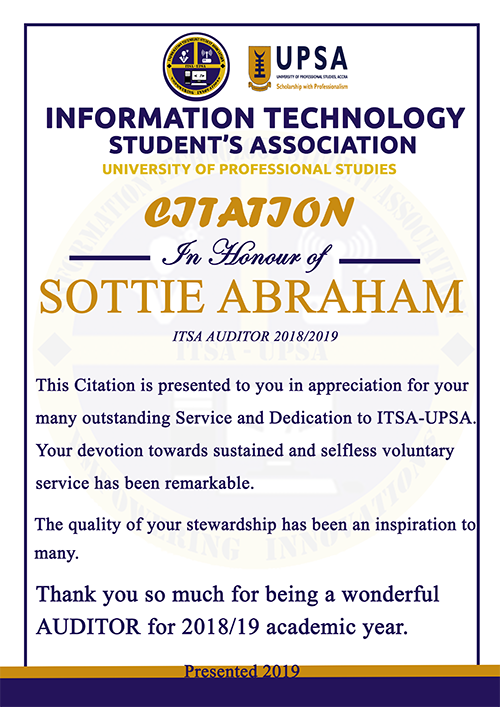 ITSA-UPSA
UPSA
UNIVERSITY OF PROFESSIONAL STUDIES, ACCRA
Scholarship with Professionalism
INFORMATION TECHNOLOGY
STUDENT'S ASSOCIATION
UNIVERSITY OF PROFESSIONAL STUDIES
CITATION
In Honour of
SOTTIE ABRAHAM
ITSA AUDITOR 2018/2019
ITSA - UPSA
This Citation is presented to you in appreciation for your
many outstanding Service and Dedication to ITSA-UPSA.
Your devotion towards sustained and selfless voluntary
service has been remarkable.
The quality of your stewardship has been an inspiration to
many.
Thank you so much for being a wonderful
AUDITOR for 2018/19 academic year.
Presented 2019